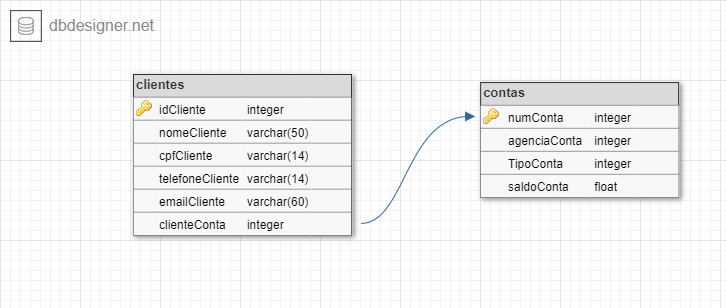 dbdesigner.net
clientes
idCliente integer
nomeCliente varchar(50)
cpfCliente varchar(14)
telefoneCliente varchar(14)
emailCliente varchar(60)
clienteConta integer
contas
numConta integer
agenciaConta integer
TipoConta integer
saldoConta float